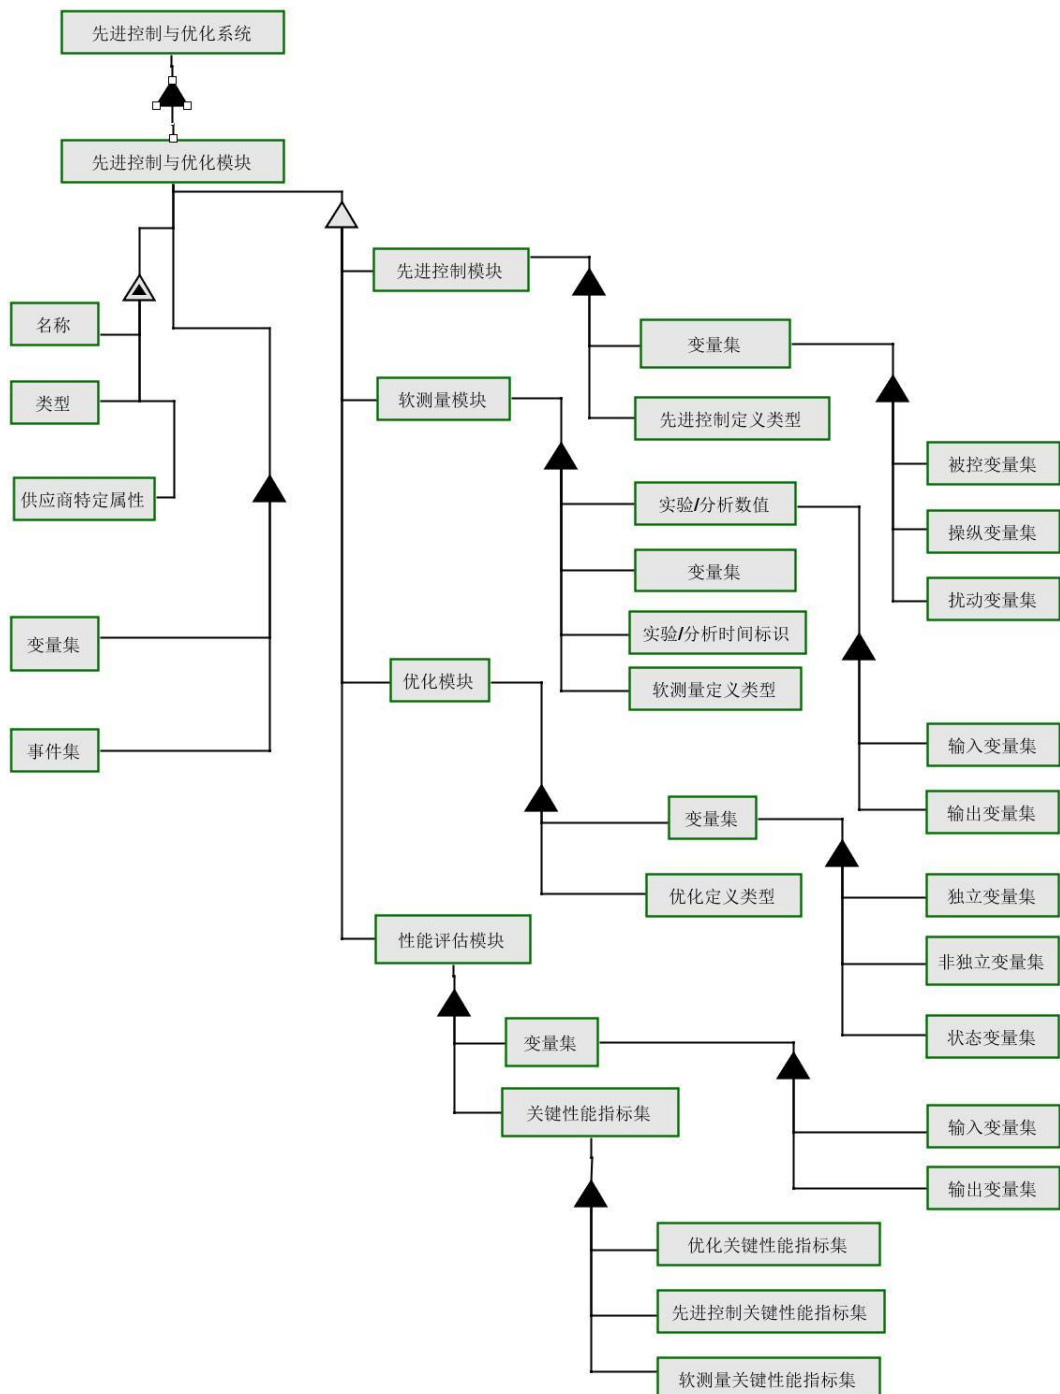 先进控制与优化系统
先进控制与优化模块
名称
类型
供应商特定属性
变量集
事件集
先进控制模块
变量集
被控变量集
操纵变量集
扰动变量集
先进控制定义类型
软测量模块
实验/分析数值
输入变量集
输出变量集
变量集
实验/分析时间标识
软测量定义类型
优化模块
变量集
独立变量集
非独立变量集
状态变量集
优化定义类型
性能评估模块
变量集
输入变量集
输出变量集
关键性能指标集
优化关键性能指标集
先进控制关键性能指标集
软测量关键性能指标集